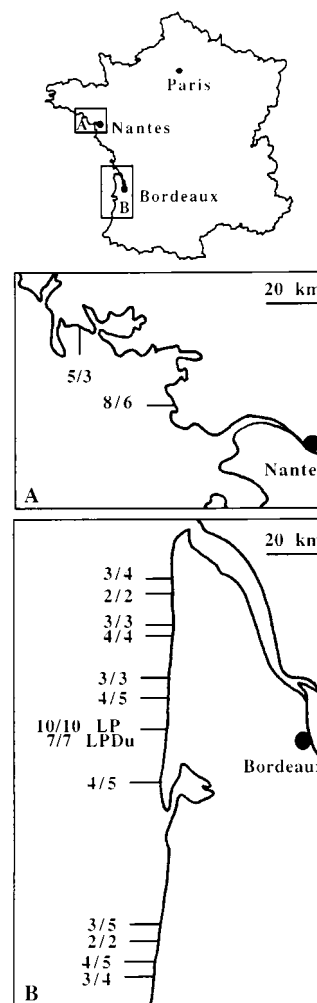 Paris
A
Nantes
B
Bordeaux
20 km
5/3
8/6
Nante
A
20 km
3/4
2/2
3/3
4/4
3/3
4/5
10/10 LP
7/7 LPDu
Bordeaux
4/5
3/5
2/2
4/5
3/4
B